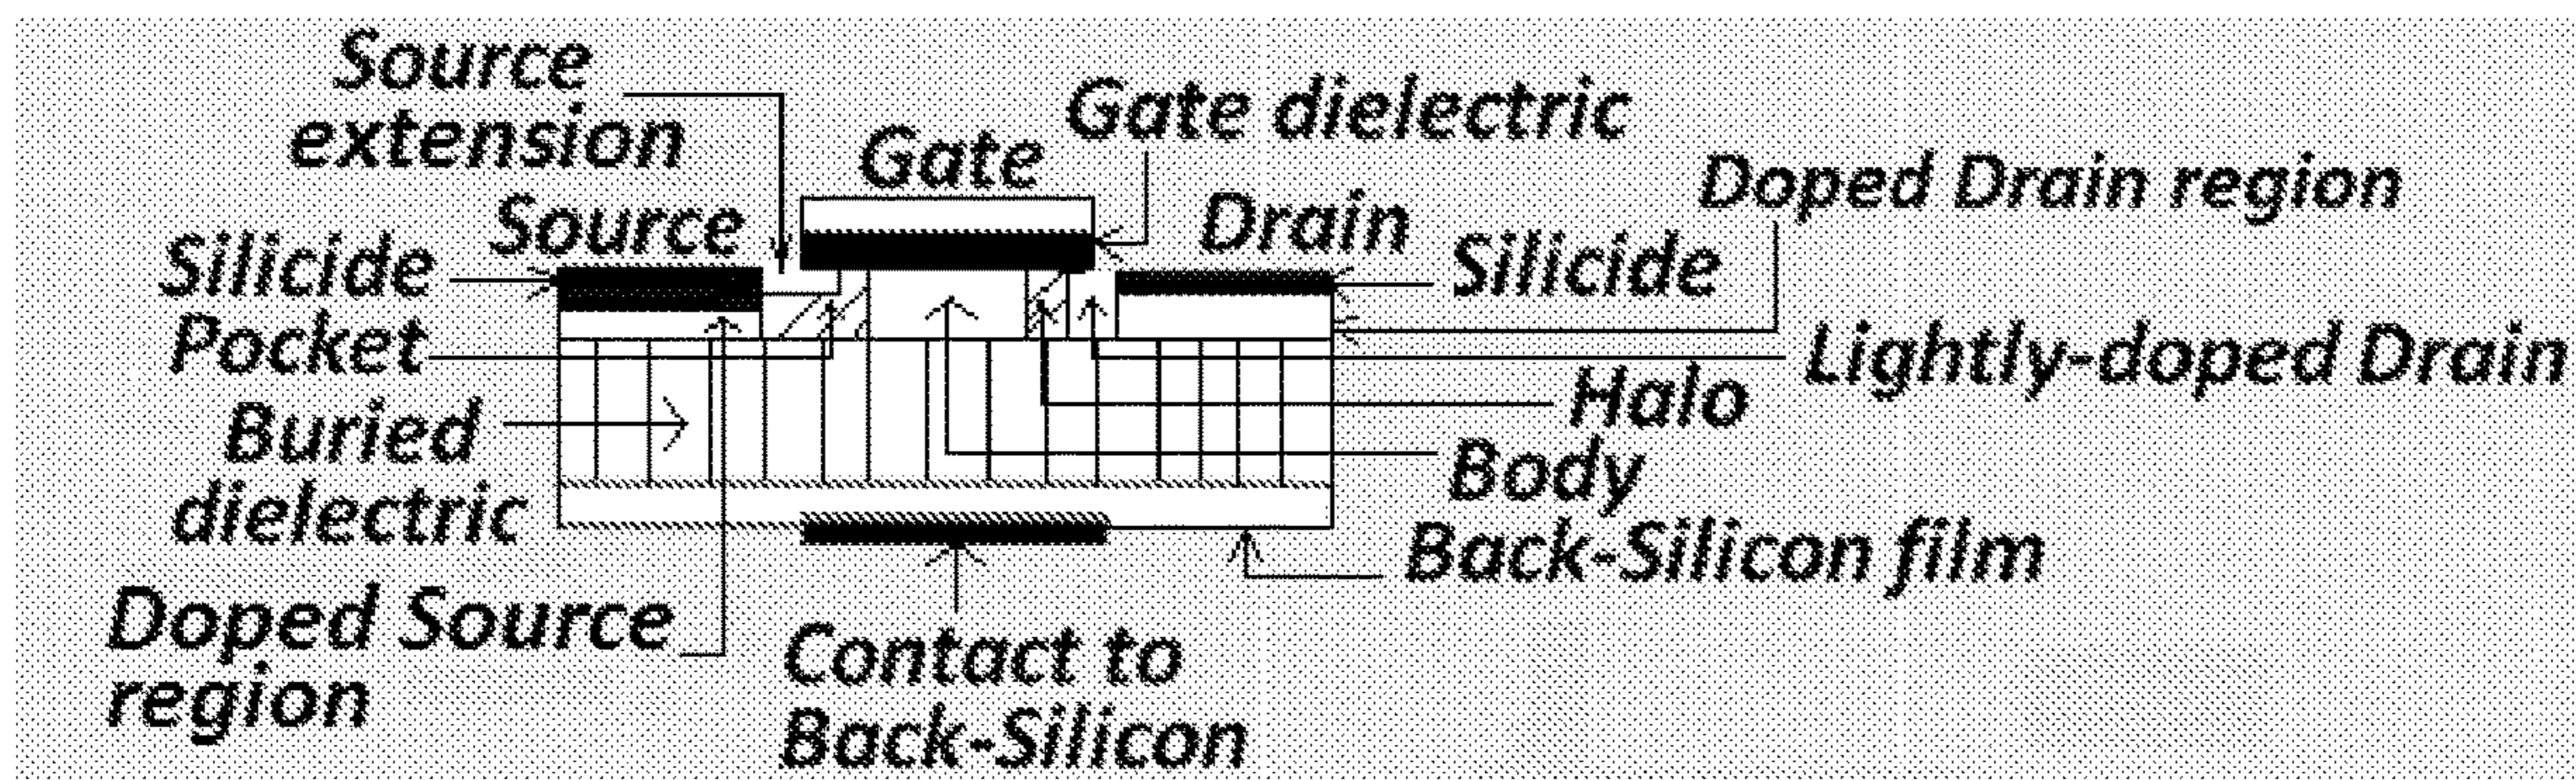 Source
extension
Gate dielectric
Gate
Doped Drain region
Source
Drain
Silicide
Silicide
Pocket
Lightly-doped Drain
Halo
Buried
dielectric
Body
Back-Silicon film
Doped Source
region
Contact to
Back-Silicon